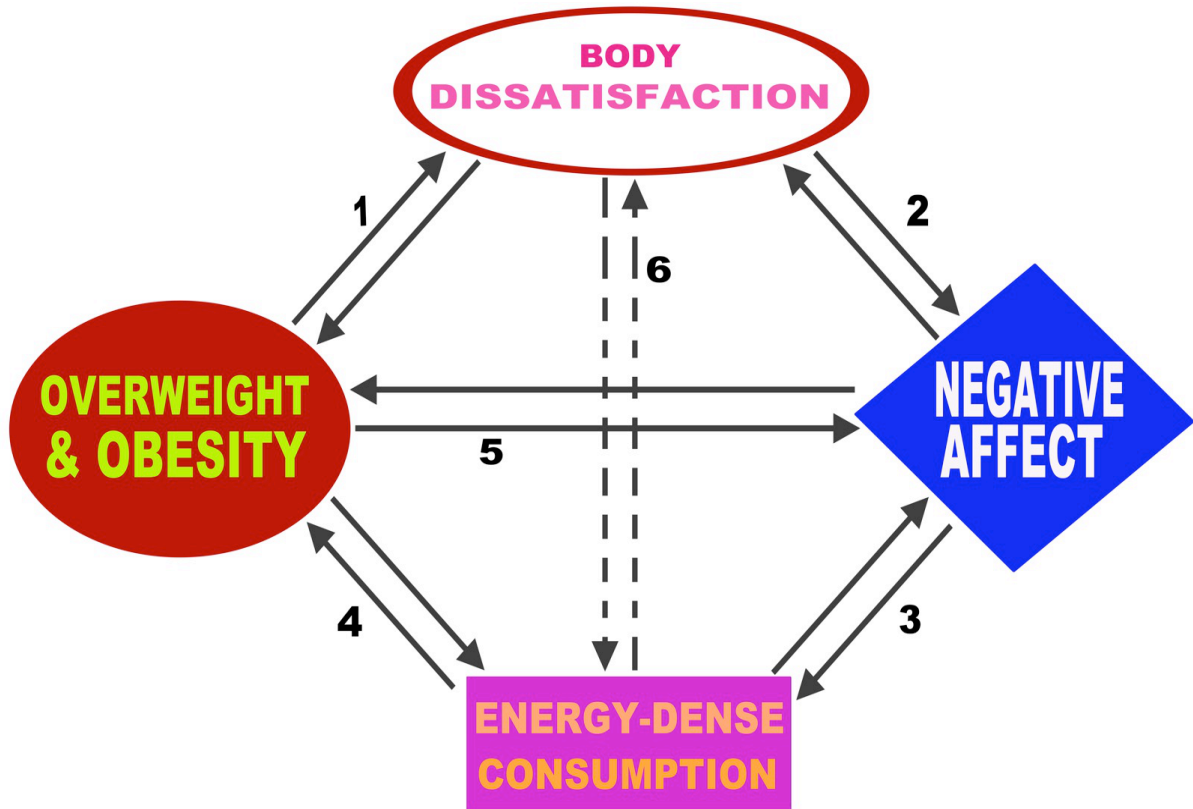 BODY
DISSATISFACTION
1
2
6
OVERWEIGHT
& OBESITY
NEGATIVE
AFFECT
5
4
3
ENERGY-DENSE
CONSUMPTION